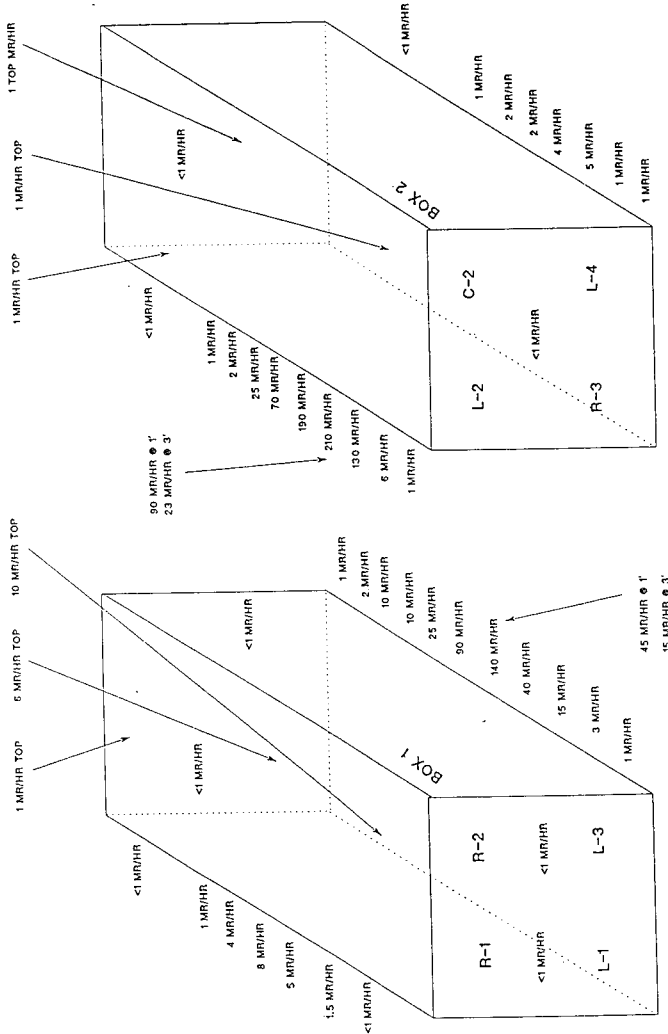 1 MR/HR TOP
6 MR/HR TOP
10 MR/HR TOP
<1 MR/HR
1 MR/HR
4 MR/HR
8 MR/HR
5 MR/HR
1.5 MR/HR
<1 MR/HR
<1 MR/HR
<1 MR/HR
BOX 1
R-1
R-2
<1 MR/HR
<1 MR/HR
L-1
L-3
1 MR/HR
2 MR/HR
10 MR/HR
10 MR/HR
25 MR/HR
90 MR/HR
140 MR/HR
40 MR/HR
15 MR/HR
3 MR/HR
1 MR/HR
45 MR/HR @ 1'
15 MR/HR @ 3'
1 MR/HR TOP
1 MR/HR TOP
1 TOP MR/HR
<1 MR/HR
1 MR/HR
2 MR/HR
25 MR/HR
70 MR/HR
190 MR/HR
210 MR/HR
130 MR/HR
6 MR/HR
1 MR/HR
90 MR/HR @ 1'
23 MR/HR @ 3'
<1 MR/HR
BOX 2
L-2
C-2
<1 MR/HR
R-3
L-4
<1 MR/HR
1 MR/HR
2 MR/HR
2 MR/HR
4 MR/HR
5 MR/HR
1 MR/HR
1 MR/HR